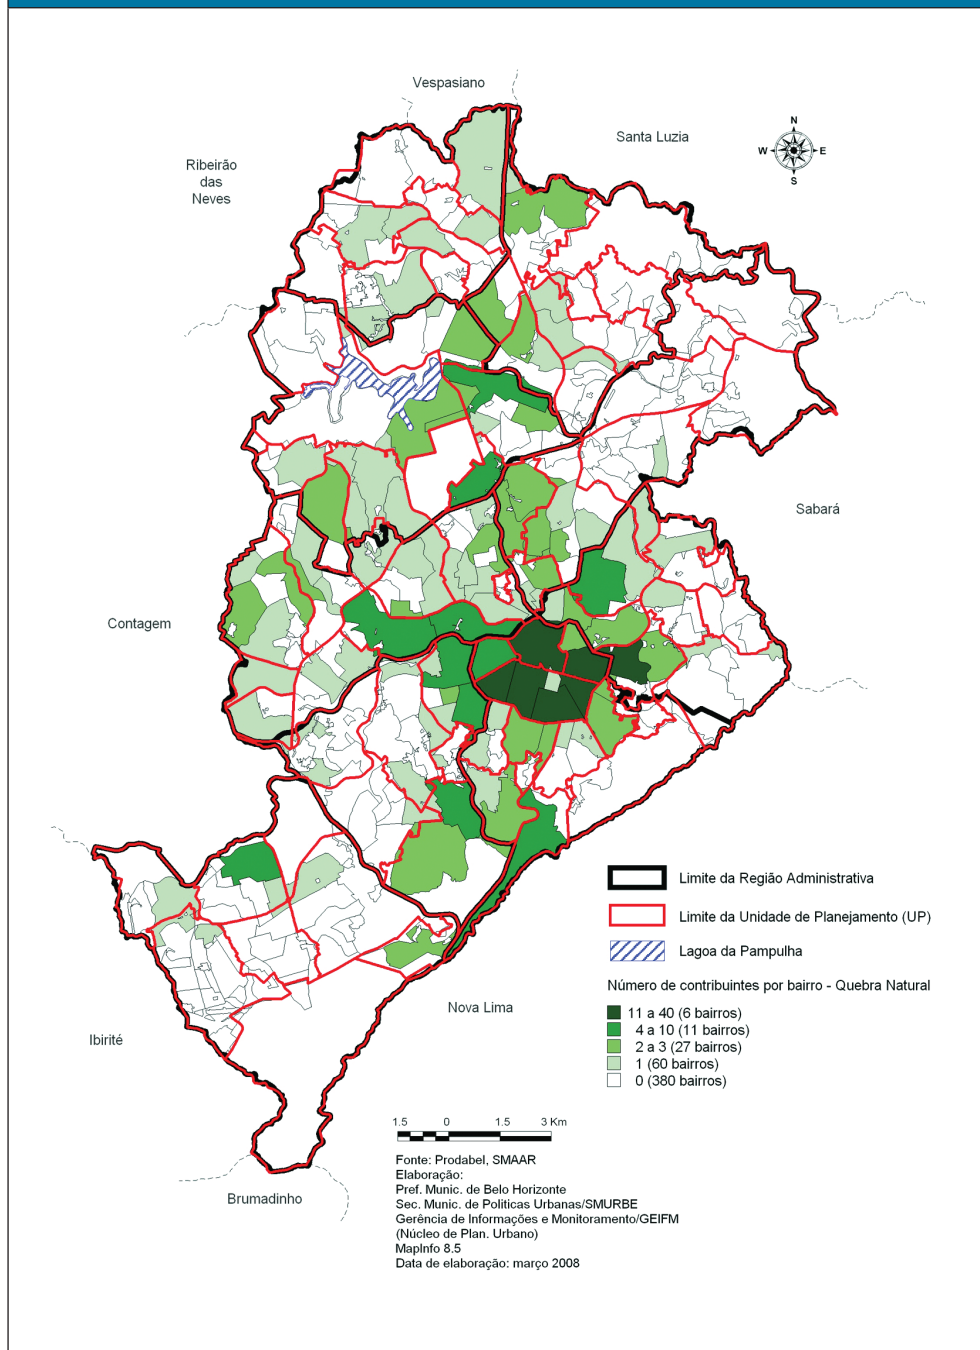 Vespasiano
Santa Luzia
Ribeirão
das
Neves
N
W
E
S
Sabará
Contagem
Limite da Região Administrativa
Limite da Unidade de Planejamento (UP)
Lagoa da Pampulha
Número de contribuintes por bairro - Quebra Natural
11 a 40 (6 bairros)
4 a 10 (11 bairros)
2 a 3 (27 bairros)
1 (60 bairros)
0 (380 bairros)
Nova Lima
Ibirité
1.5 0 1.5 3 Km
Fonte: Prodabel, SMAAR
Elaboração:
Pref. Munic. de Belo Horizonte
Sec. Munic. de Politicas Urbanas/SMURBE
Gerência de Informações e Monitoramento/GEIFM
(Núcleo de Plan. Urbano)
MapInfo 8.5
Data de elaboração: março 2008
Brumadinho